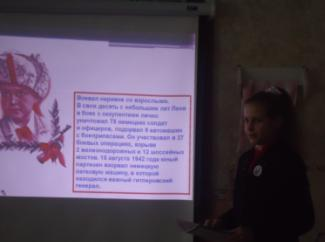 Воевал наравне со взрослыми.
В свои десять с небольшим лет Лёня
в боях с оккупантами лично
уничтожил 78 немецких солдат
и офицеров, подорвал 9 автомашин
с боеприпасами. Он участвовал в 27
боевых операциях, взрыве
2 железнодорожных и 12 шоссейных
мостов. 15 августа 1942 года юный
партизан взорвал немецкую
легковую машину, в которой
находился важный гитлеровский
генерал.